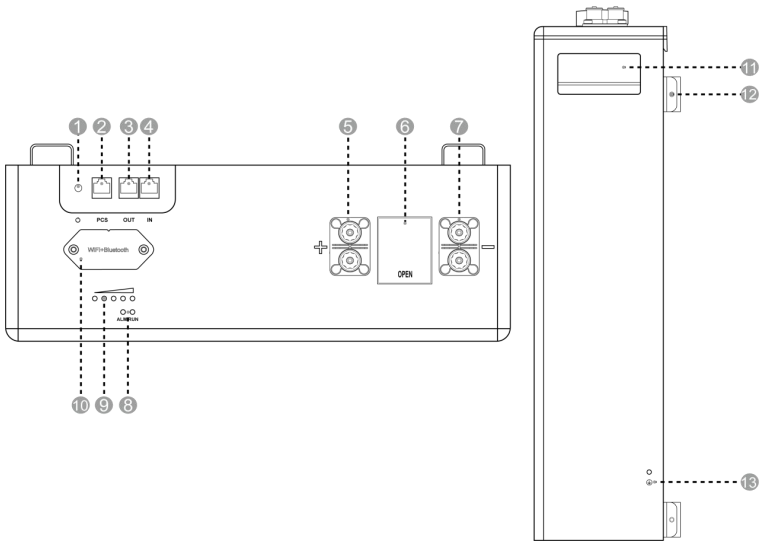 11
12
1 2 3 4 5 6 7
PCS OUT IN
WiFi+Bluetooth
+ −
OPEN
ALM RUN
10 9 8
13